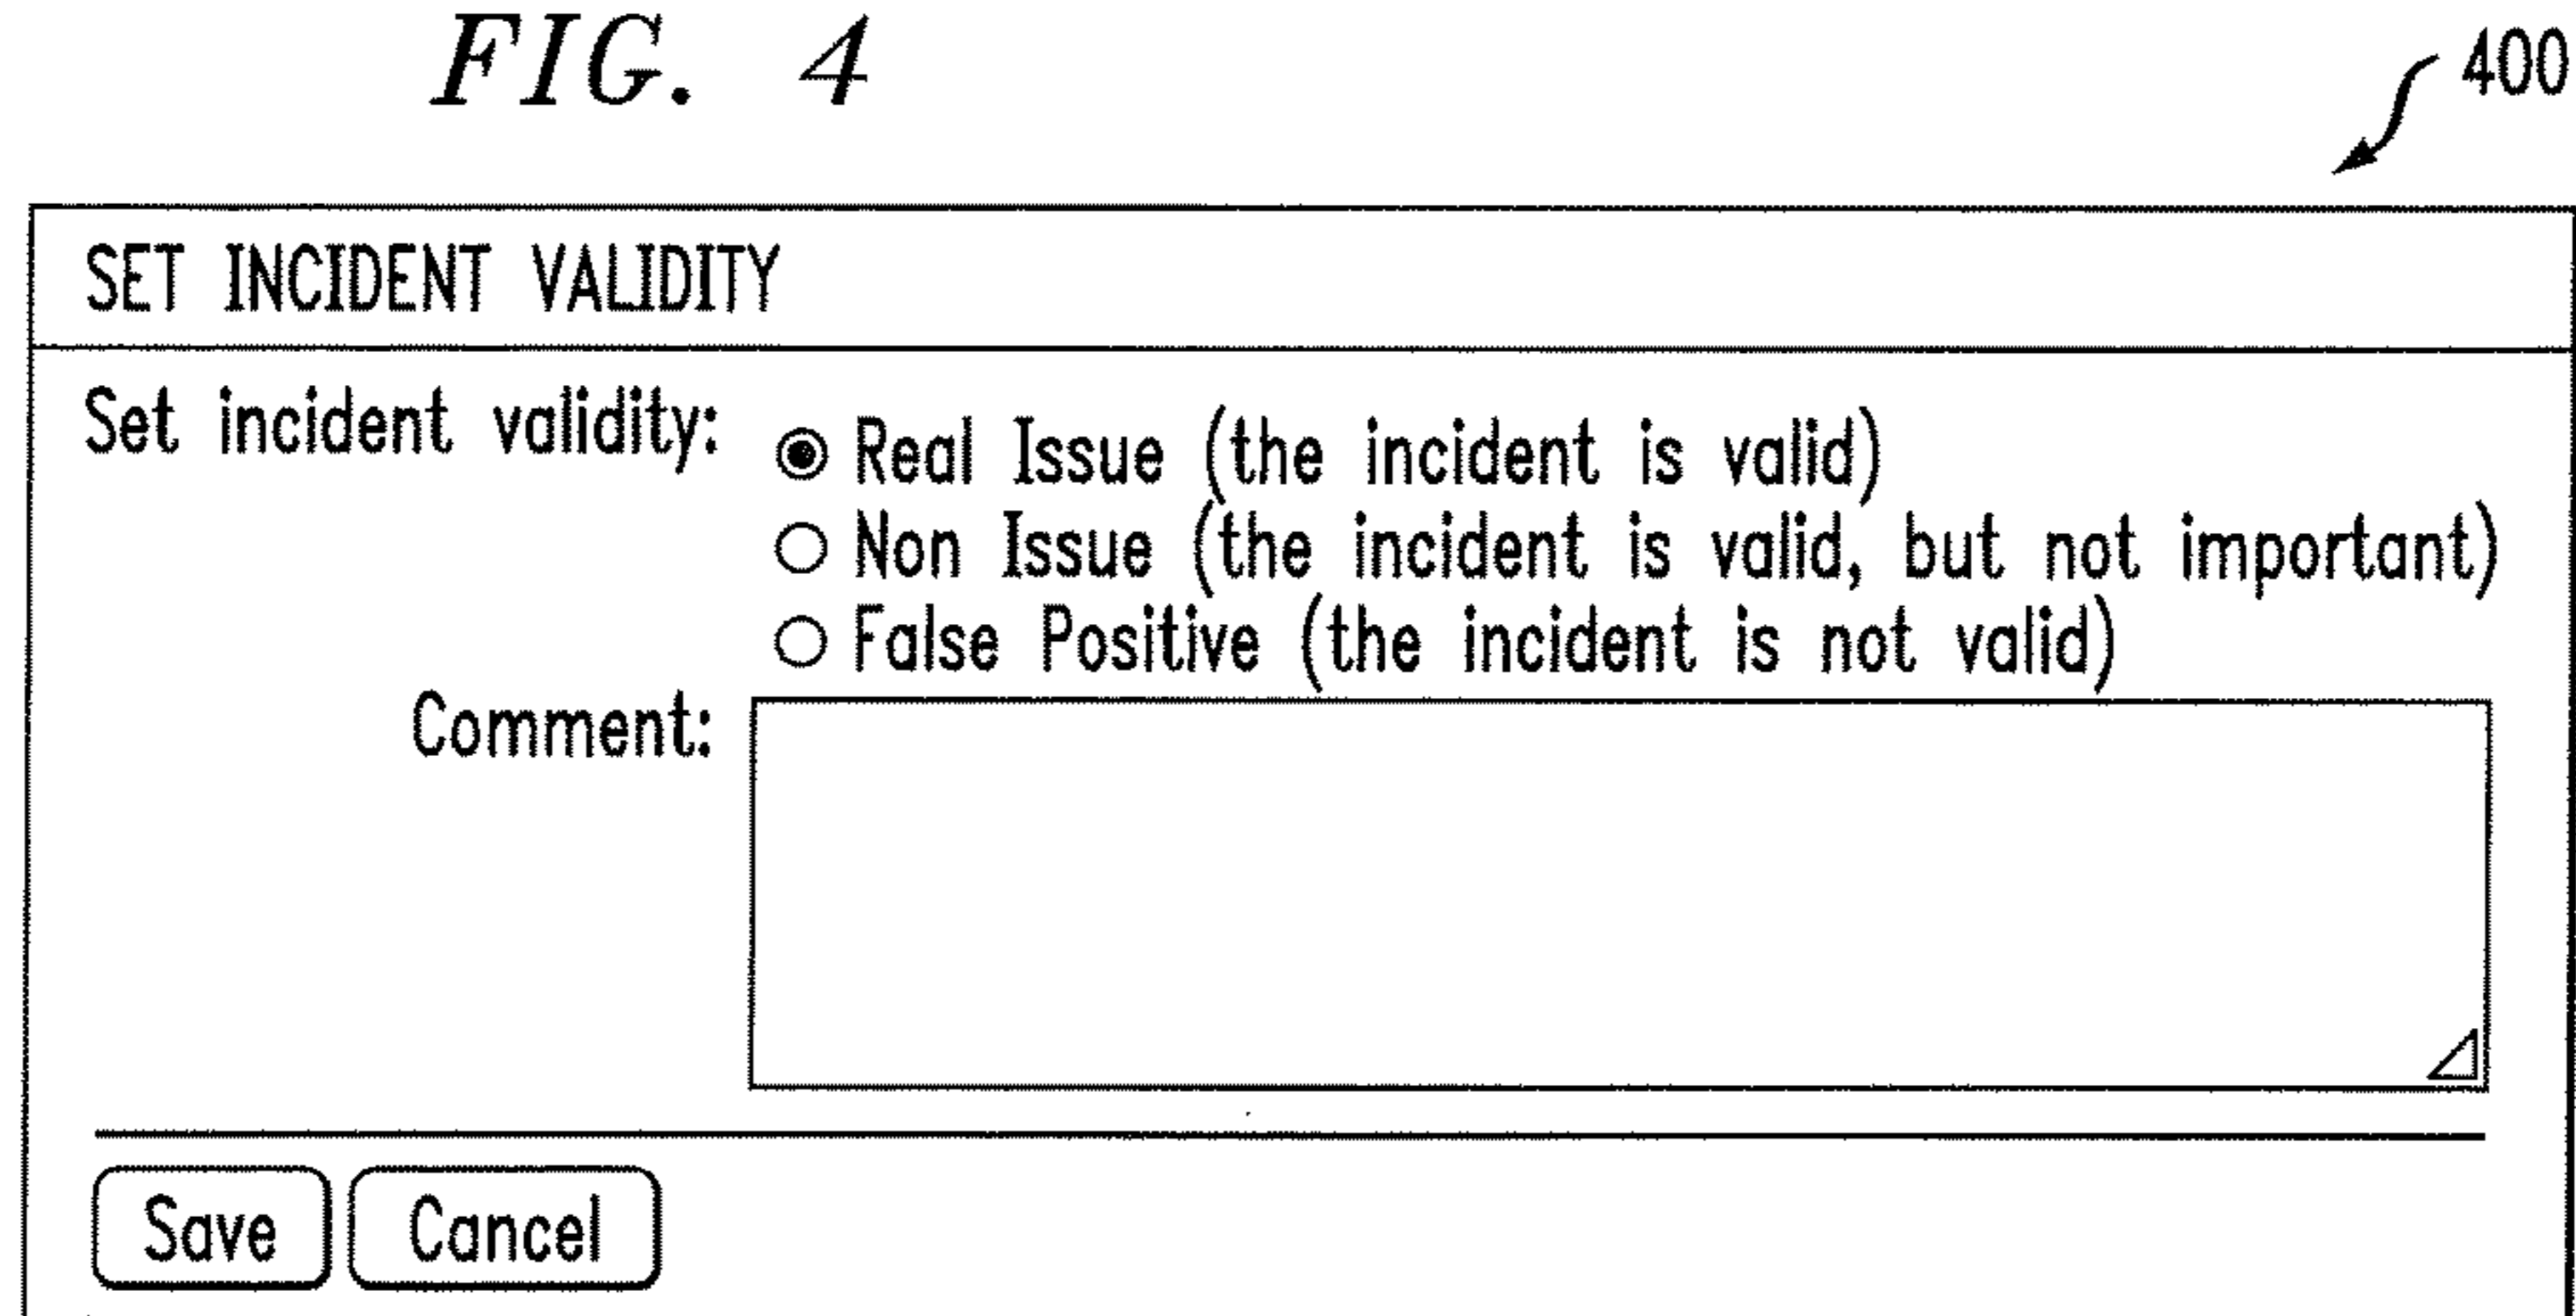 FIG. 4
400
SET INCIDENT VALIDITY
Set incident validity:
Real Issue (the incident is valid)
Non Issue (the incident is valid, but not important)
False Positive (the incident is not valid)
Comment:
Save Cancel